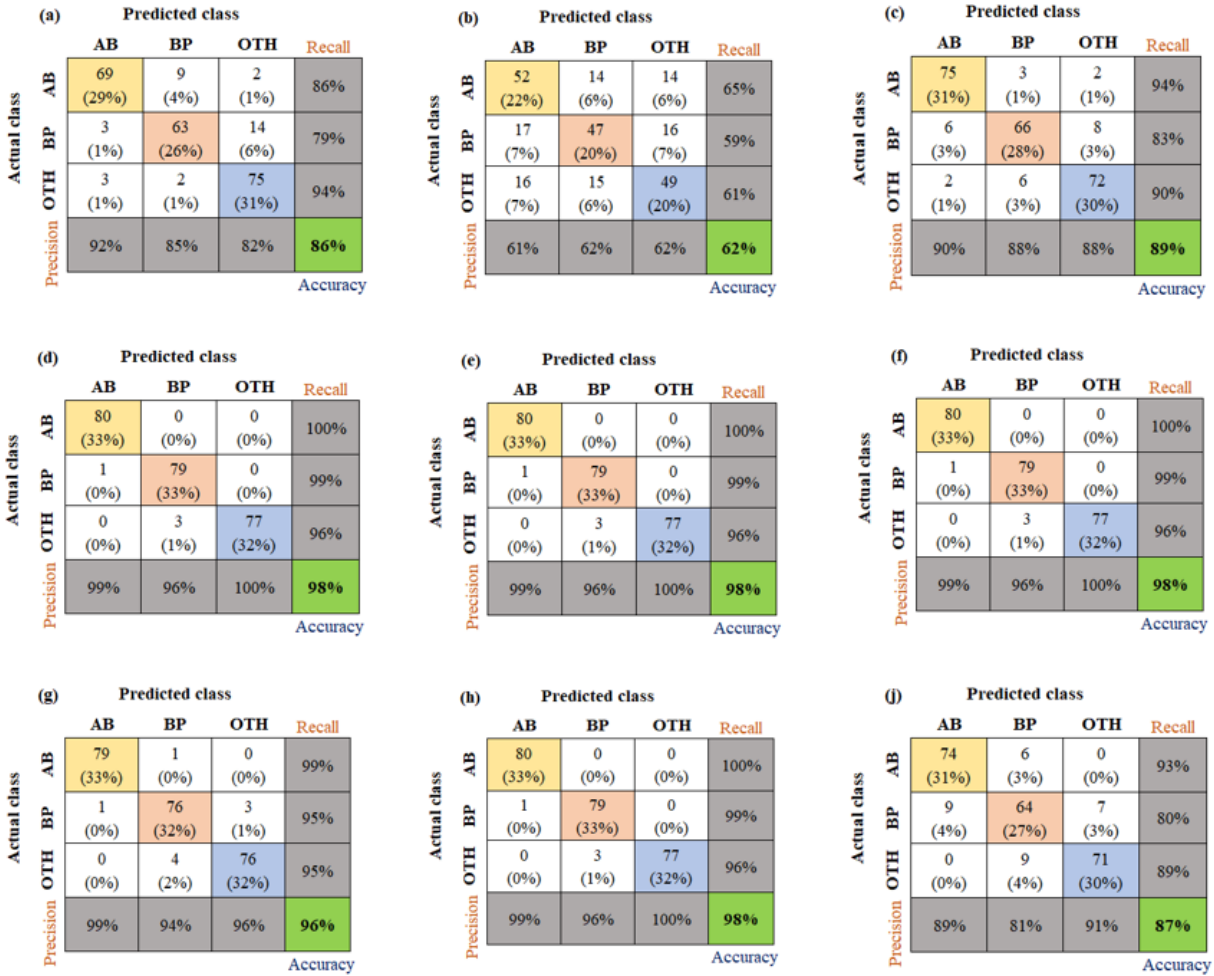 (a) Predicted class
AB BP OTH Recall
Actual class
AB 69 9 2 86%
(29%) (4%) (1%)
BP 3 63 14 79%
(1%) (26%) (6%)
OTH 3 2 75 94%
(1%) (1%) (31%)
Precision 92% 85% 82% 86%
Accuracy
(b) Predicted class
AB BP OTH Recall
Actual class
AB 52 14 14 65%
(22%) (6%) (6%)
BP 17 47 16 59%
(7%) (20%) (7%)
OTH 16 15 49 61%
(7%) (6%) (20%)
Precision 61% 62% 62% 62%
Accuracy
(c) Predicted class
AB BP OTH Recall
Actual class
AB 75 3 2 94%
(31%) (1%) (1%)
BP 6 66 8 83%
(3%) (28%) (3%)
OTH 2 6 72 90%
(1%) (3%) (30%)
Precision 90% 88% 88% 89%
Accuracy
(d) Predicted class
AB BP OTH Recall
Actual class
AB 80 0 0 100%
(33%) (0%) (0%)
BP 1 79 0 99%
(0%) (33%) (0%)
OTH 0 3 77 96%
(0%) (1%) (32%)
Precision 99% 96% 100% 98%
Accuracy
(e) Predicted class
AB BP OTH Recall
Actual class
AB 80 0 0 100%
(33%) (0%) (0%)
BP 1 79 0 99%
(0%) (33%) (0%)
OTH 0 3 77 96%
(0%) (1%) (32%)
Precision 99% 96% 100% 98%
Accuracy
(f) Predicted class
AB BP OTH Recall
Actual class
AB 80 0 0 100%
(33%) (0%) (0%)
BP 1 79 0 99%
(0%) (33%) (0%)
OTH 0 3 77 96%
(0%) (1%) (32%)
Precision 99% 96% 100% 98%
Accuracy
(g) Predicted class
AB BP OTH Recall
Actual class
AB 79 1 0 99%
(33%) (0%) (0%)
BP 1 76 3 95%
(0%) (32%) (1%)
OTH 0 4 76 95%
(0%) (2%) (32%)
Precision 99% 94% 96% 96%
Accuracy
(h) Predicted class
AB BP OTH Recall
Actual class
AB 80 0 0 100%
(33%) (0%) (0%)
BP 1 79 0 99%
(0%) (33%) (0%)
OTH 0 3 77 96%
(0%) (1%) (32%)
Precision 99% 96% 100% 98%
Accuracy
(j) Predicted class
AB BP OTH Recall
Actual class
AB 74 6 0 93%
(31%) (3%) (0%)
BP 9 64 7 80%
(4%) (27%) (3%)
OTH 0 9 71 89%
(0%) (4%) (30%)
Precision 89% 81% 91% 87%
Accuracy